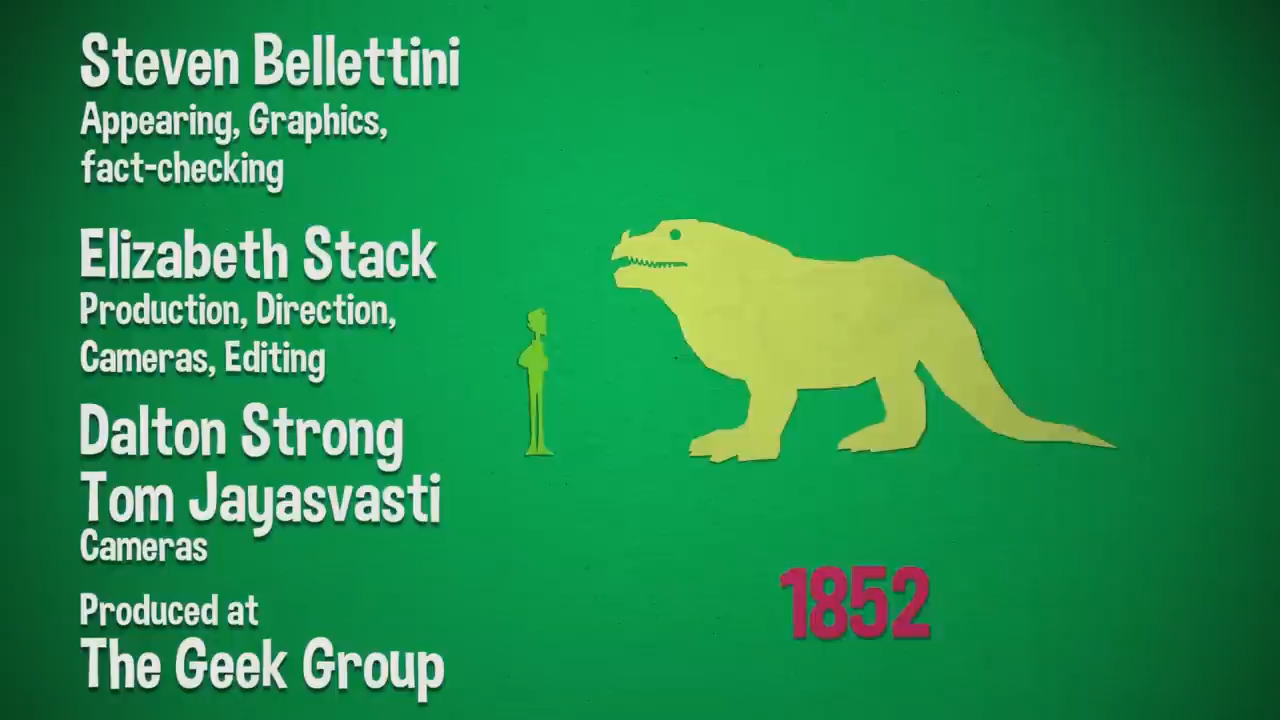 Steven Bellettini
Appearing, Graphics,
fact-checking
Elizabeth Stack
Production, Direction,
Cameras, Editing
Dalton Strong
Tom Jayasvasti
Cameras
Produced at
The Geek Group
1852